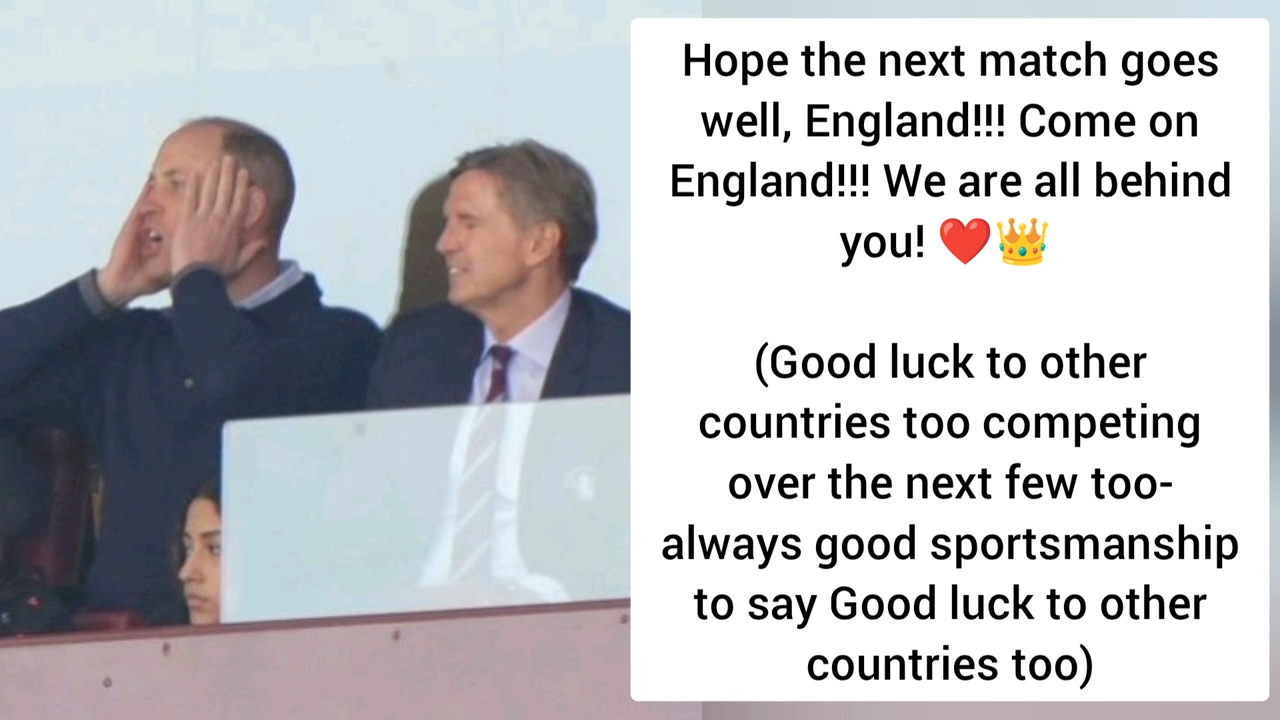 Hope the next match goes
well, England!!! Come on
England!!! We are all behind
you! ❤️👑
(Good luck to other
countries too competing
over the next few too-
always good sportsmanship
to say Good luck to other
countries too)